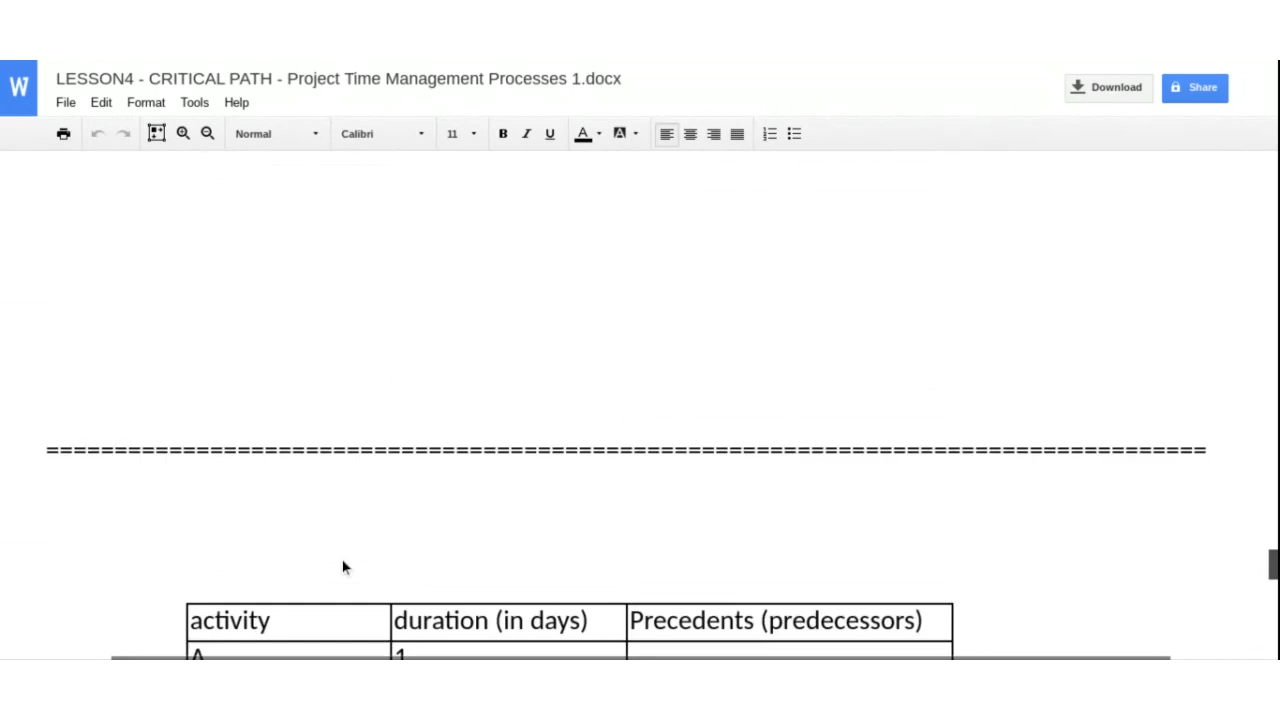 W
LESSON4 - CRITICAL PATH - Project Time Management Processes 1.docx
Download
Share
File Edit Format Tools Help
Normal Calibri 11 B I U A A
=====================================================================================
activity duration (in days) Precedents (predecessors)
A 1